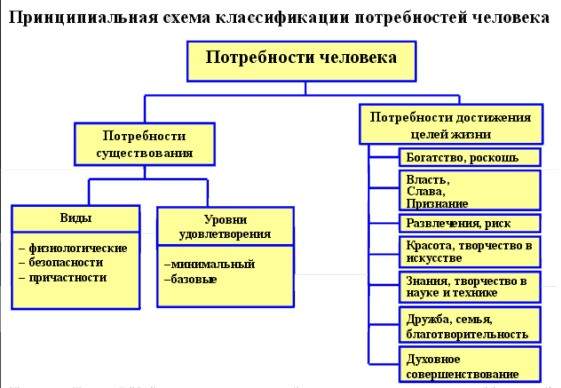 Принципиальная схема классификации потребностей человека
Потребности человека
Потребности
существования
Виды
– физиологические
– безопасности
– причастности
Уровни
удовлетворения
–минимальный
–базовые
Потребности достижения
целей жизни
Богатство, роскошь
Власть,
Слава,
Признание
Развлечения, риск
Красота, творчество в
искусстве
Знания, творчество в
науке и технике
Дружба, семья,
благотворительность
Духовное
совершенствование